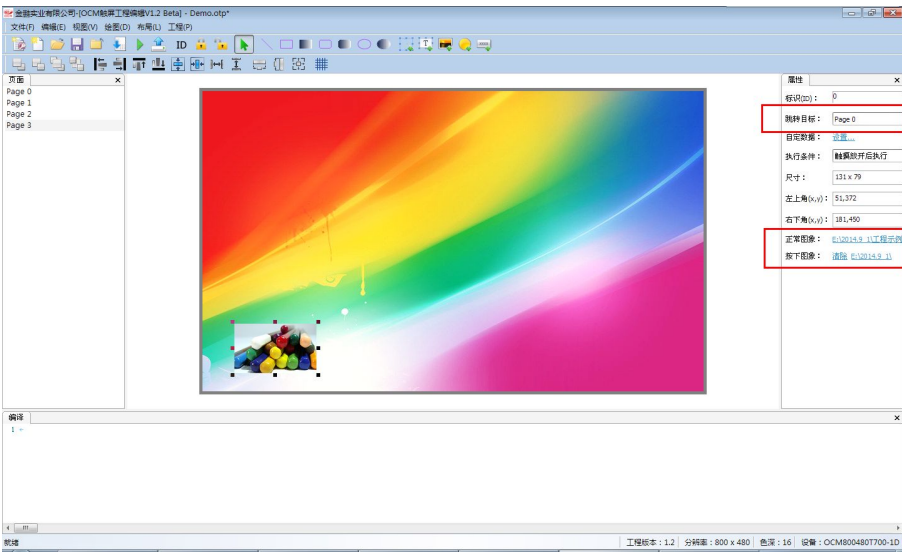 金融实业有限公司-[OCM触屏工程编辑V1.2 Beta] - Demo.otp*
文件(F) 编辑(E) 视图(V) 绘图(D) 布局(L) 工程(P)
ID T
页面 x
Page 0
Page 1
Page 2
Page 3
属性 x
标识(ID)： 0
跳转目标： Page 0
自定数据： 设置...
执行条件： 触摸放开后执行
尺寸： 131 x 79
左上角(x,y)： 51,372
右下角(x,y)： 181,450
正常图象： E:\2014.9_1\工程示例
按下图象： 清除 E:\2014.9_1\
编译 x
1
就绪
工程版本：1.2 分辨率：800 x 480 色深：16 设备：OCM800480T700-1D